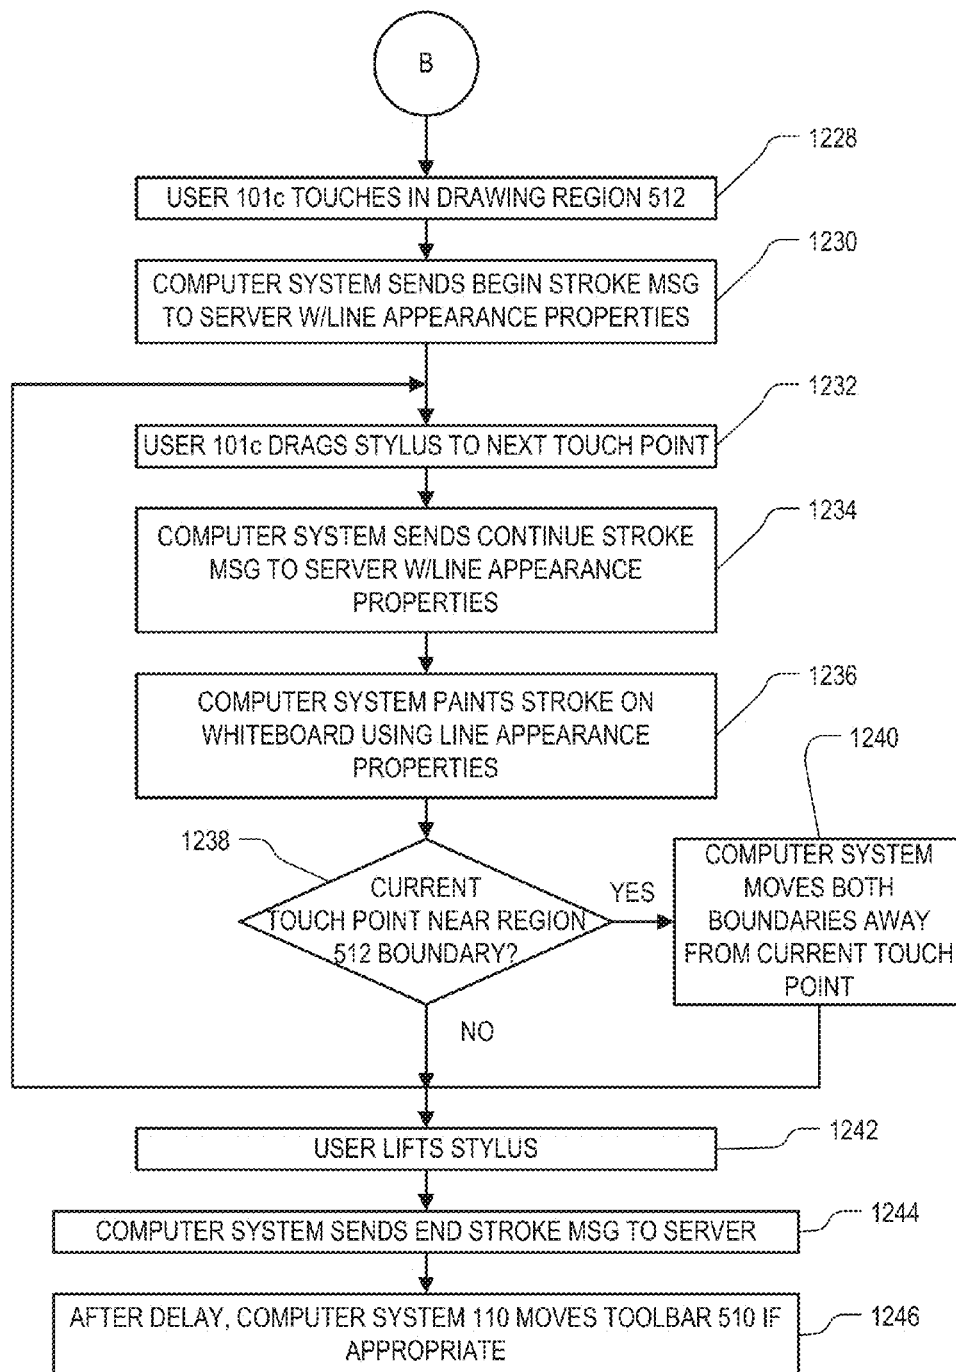 B
1228
USER 101c TOUCHES IN DRAWING REGION 512
1230
COMPUTER SYSTEM SENDS BEGIN STROKE MSG
TO SERVER W/LINE APPEARANCE PROPERTIES
1232
USER 101c DRAGS STYLUS TO NEXT TOUCH POINT
1234
COMPUTER SYSTEM SENDS CONTINUE STROKE
MSG TO SERVER W/LINE APPEARANCE
PROPERTIES
1236
COMPUTER SYSTEM PAINTS STROKE ON
WHITEBOARD USING LINE APPEARANCE
PROPERTIES
1238
CURRENT
TOUCH POINT NEAR REGION
512 BOUNDARY?
YES
1240
COMPUTER SYSTEM
MOVES BOTH
BOUNDARIES AWAY
FROM CURRENT TOUCH
POINT
NO
1242
USER LIFTS STYLUS
1244
COMPUTER SYSTEM SENDS END STROKE MSG TO SERVER
1246
AFTER DELAY, COMPUTER SYSTEM 110 MOVES TOOLBAR 510 IF
APPROPRIATE